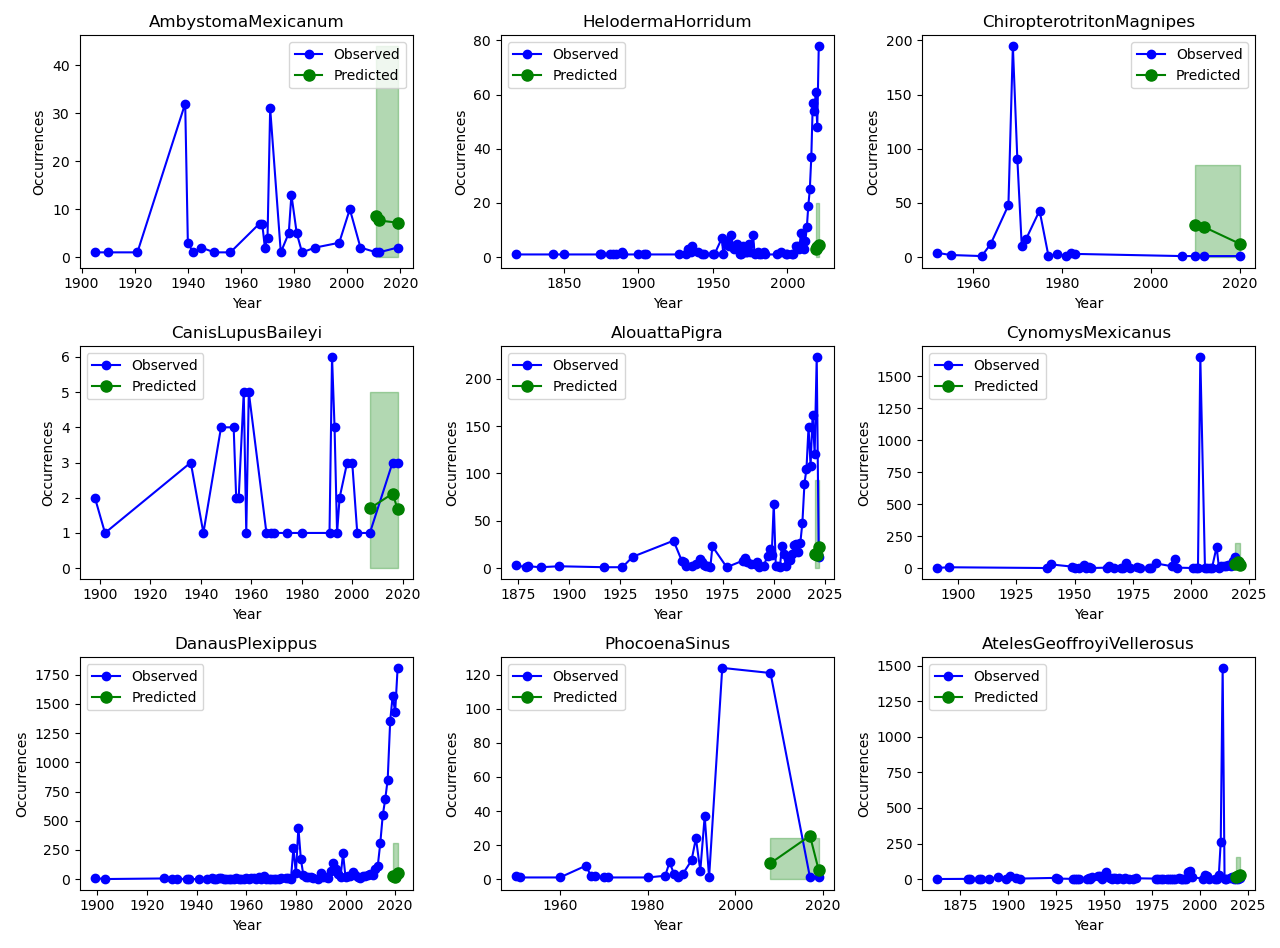 AmbystomaMexicanum
Occurrences
40
30
20
10
0
Observed
Predicted
1900 1920 1940 1960 1980 2000 2020
Year
HelodermaHorridum
Occurrences
80
60
40
20
0
Observed
Predicted
1850 1900 1950 2000
Year
ChiropterotritonMagnipes
Occurrences
200
150
100
50
0
Observed
Predicted
1960 1980 2000 2020
Year
CanisLupusBaileyi
Occurrences
6
5
4
3
2
1
0
Observed
Predicted
1900 1920 1940 1960 1980 2000 2020
Year
AlouattaPigra
Occurrences
200
150
100
50
0
Observed
Predicted
1875 1900 1925 1950 1975 2000 2025
Year
CynomysMexicanus
Occurrences
1500
1250
1000
750
500
250
0
Observed
Predicted
1900 1925 1950 1975 2000 2025
Year
DanausPlexippus
Occurrences
1750
1500
1250
1000
750
500
250
0
Observed
Predicted
1900 1920 1940 1960 1980 2000 2020
Year
PhocoenaSinus
Occurrences
120
100
80
60
40
20
0
Observed
Predicted
1960 1980 2000 2020
Year
AtelesGeoffroyiVellerosus
Occurrences
1500
1250
1000
750
500
250
0
Observed
Predicted
1875 1900 1925 1950 1975 2000 2025
Year